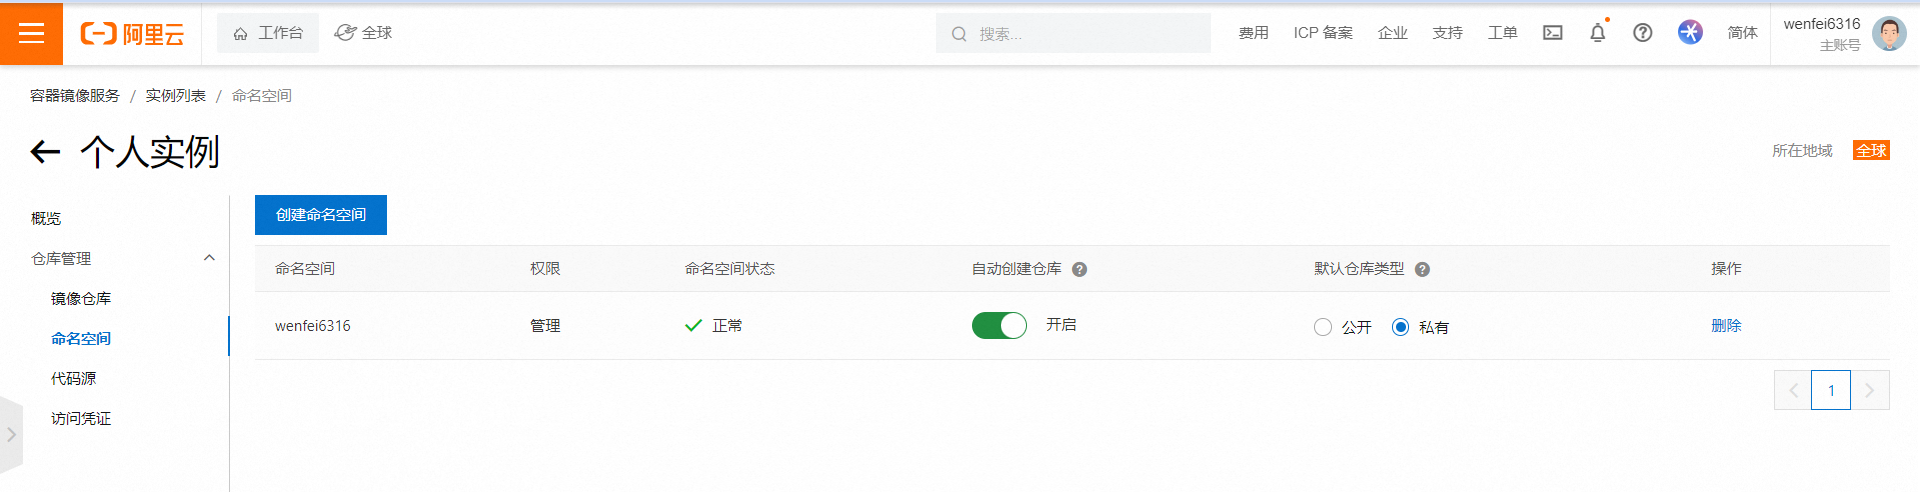 阿里云 工作台 全球 搜索... 费用 ICP 备案 企业 支持 工单 简体 wenfei6316
主账号
容器镜像服务 / 实例列表 / 命名空间
个人实例 所在地域 全球
概览
仓库管理
镜像仓库
命名空间
代码源
访问凭证
创建命名空间
命名空间 权限 命名空间状态 自动创建仓库 默认仓库类型 操作
wenfei6316 管理 正常 开启 公开 私有 删除
1